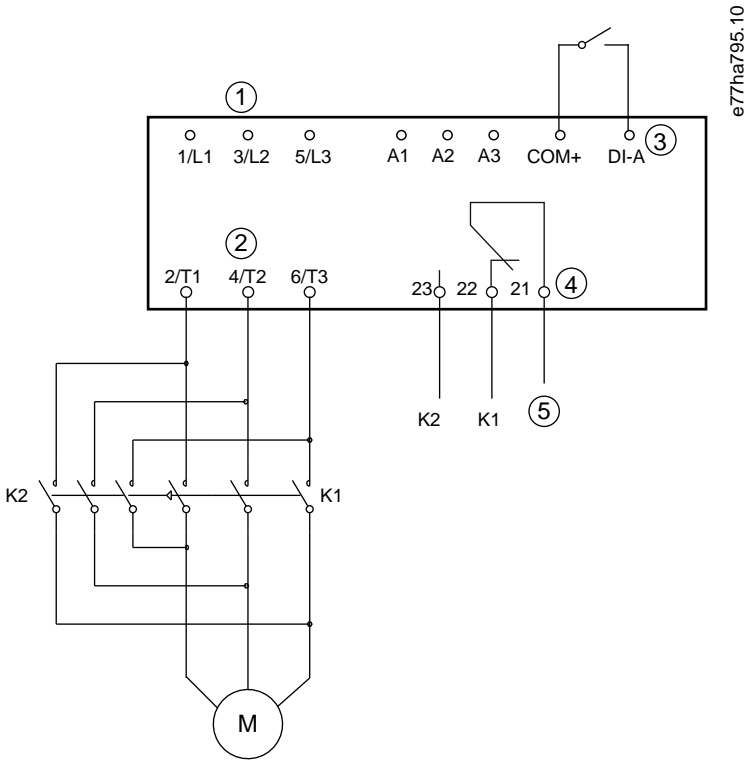 e77ha795.10
1
1/L1 3/L2 5/L3 A1 A2 A3 COM+ DI-A 3
2
2/T1 4/T2 6/T3 23 22 21 4
K2 K1 5
K2 K1
M